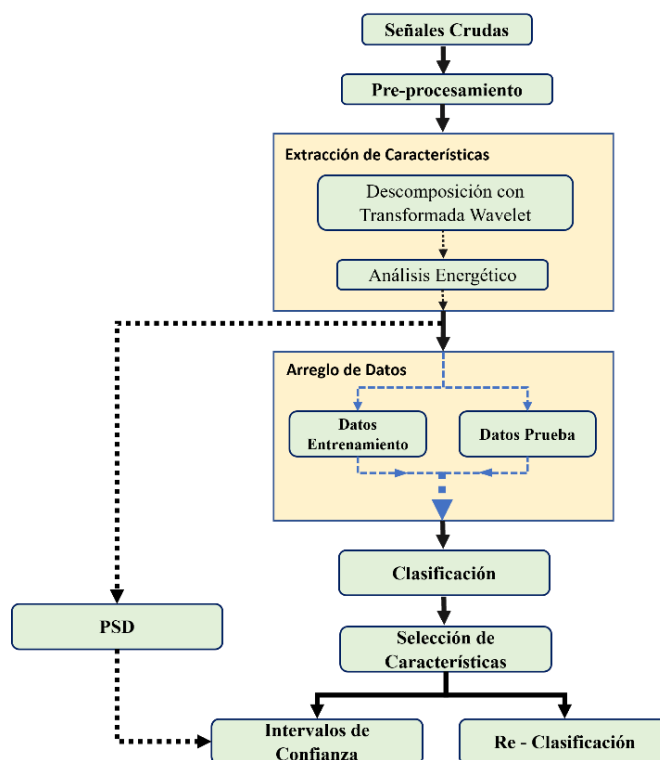 Señales Crudas
Pre-procesamiento
Extracción de Características
Descomposición con
Transformada Wavelet
Análisis Energético
Arreglo de Datos
Datos
Entrenamiento
Datos Prueba
Clasificación
PSD
Selección de
Características
Intervalos de
Confianza
Re - Clasificación